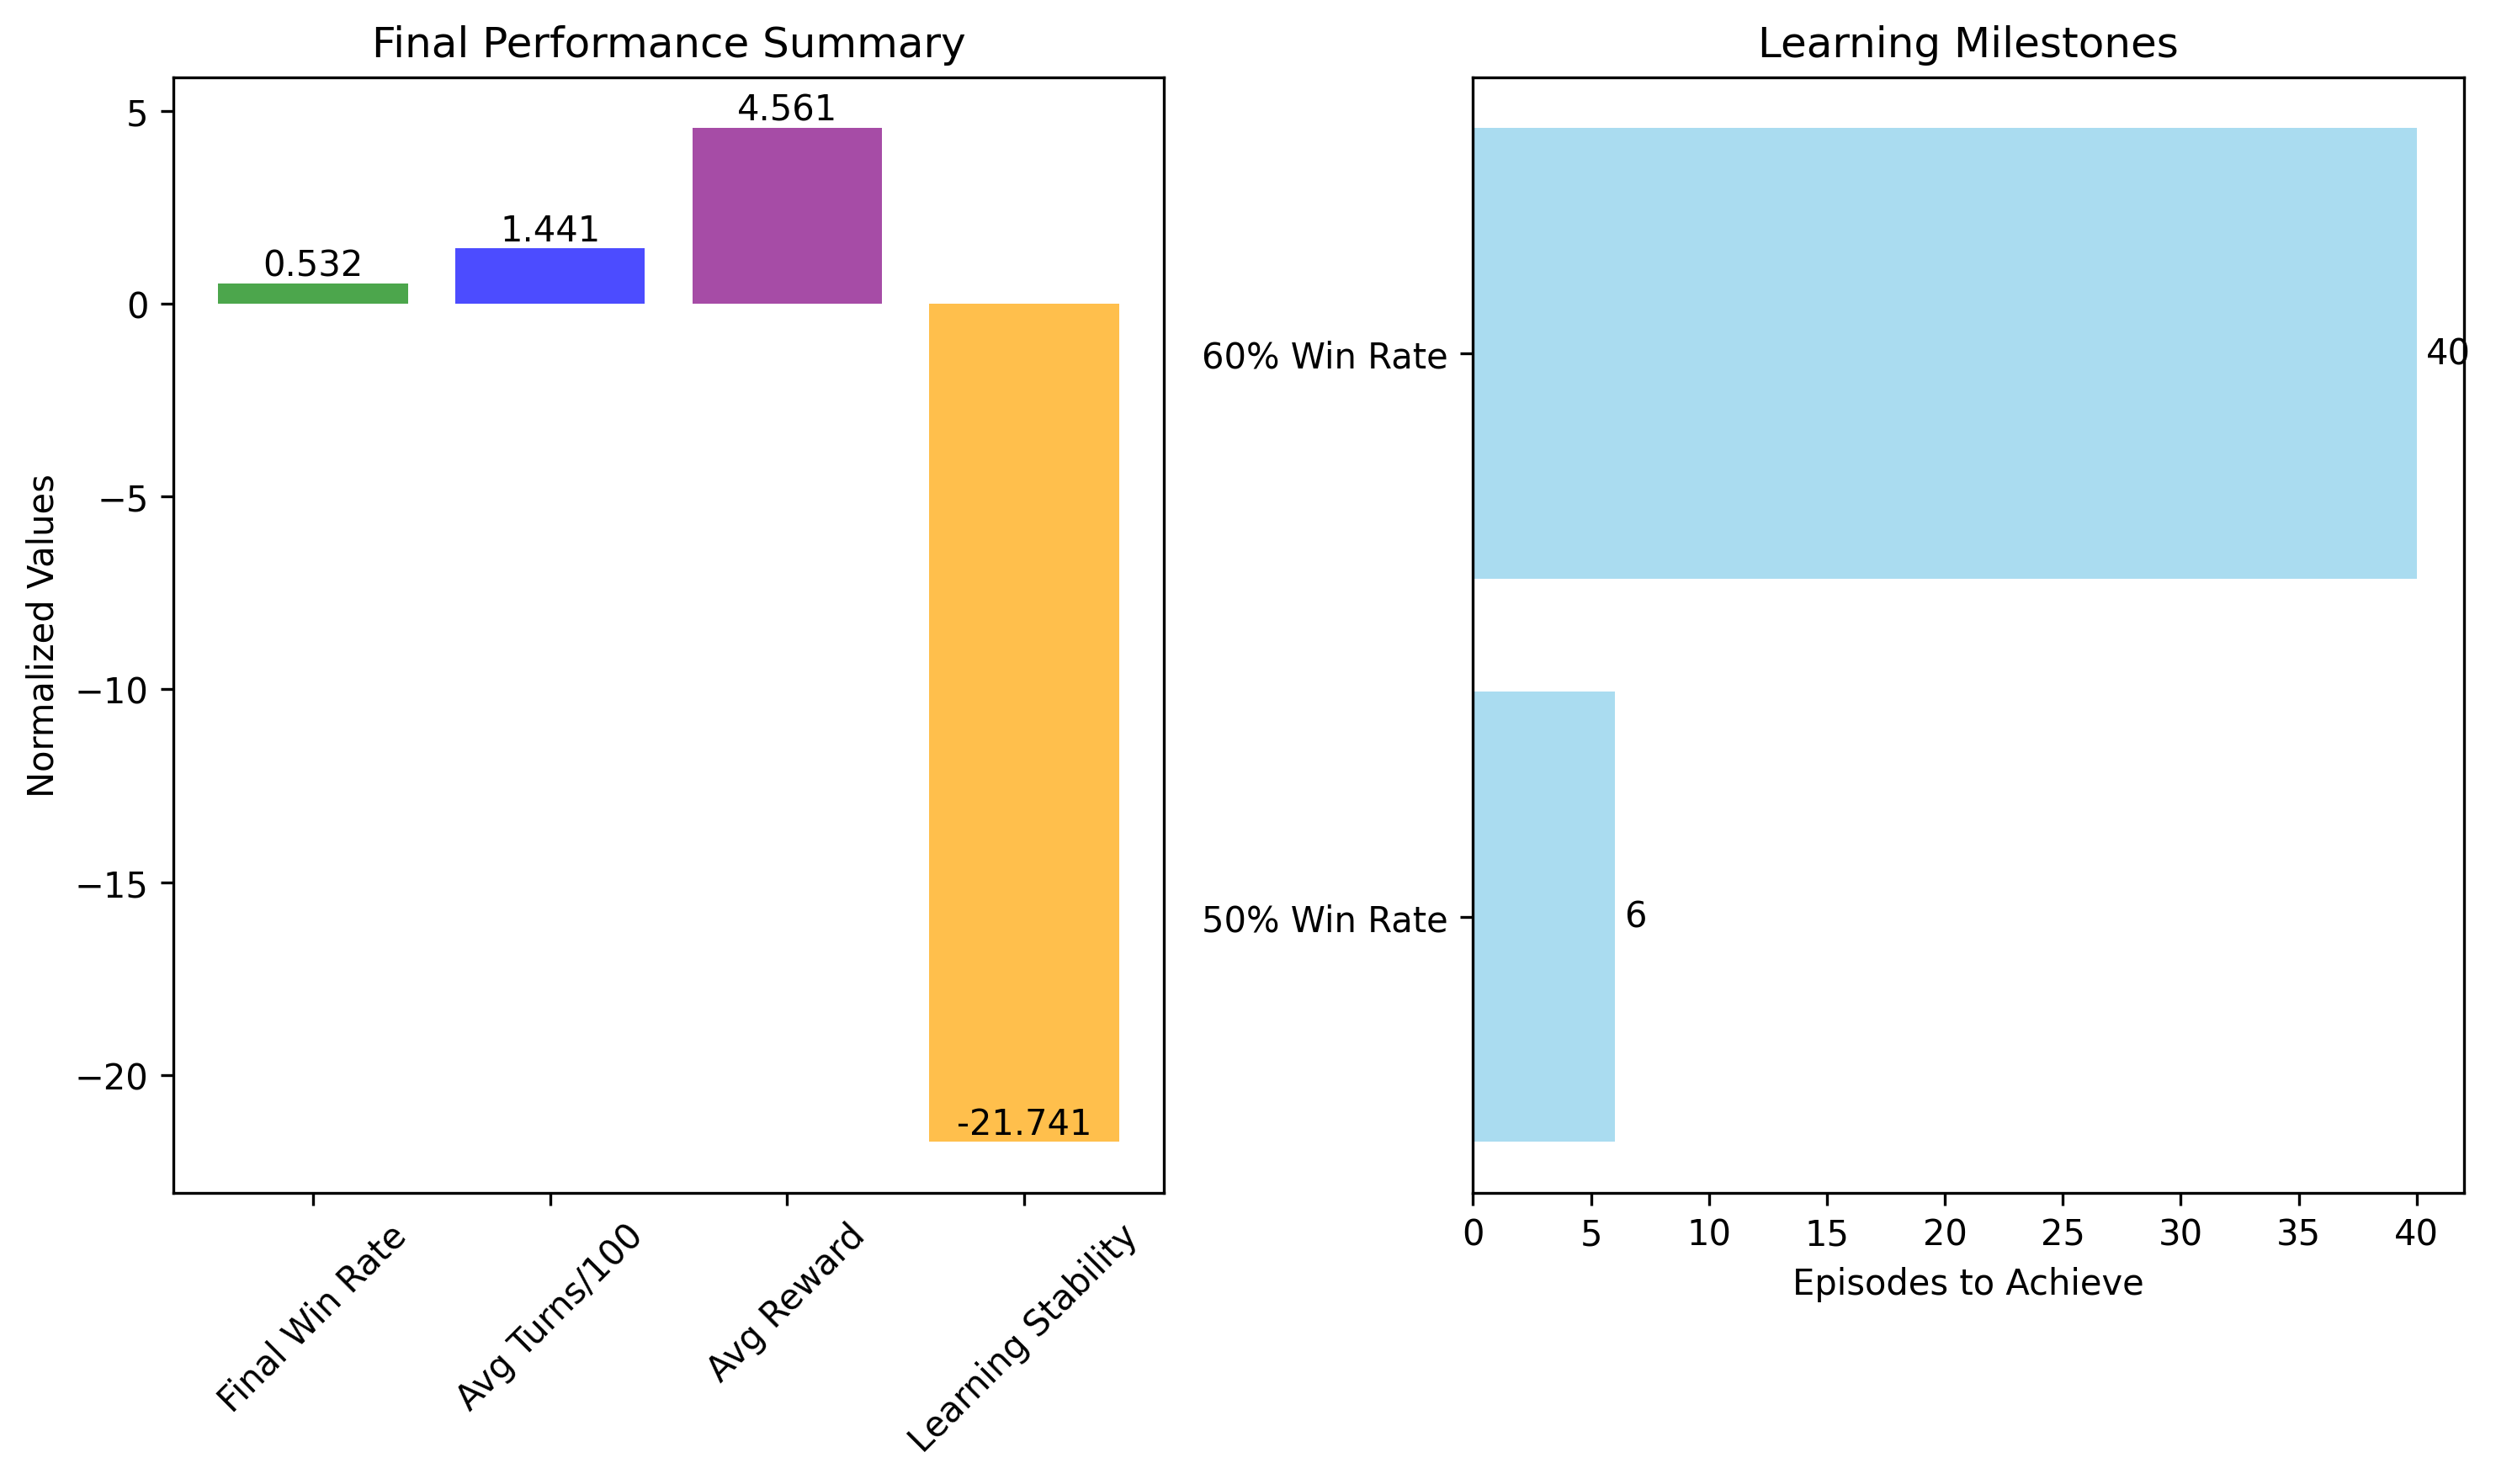 Final Performance Summary
Normalized Values
5
0
−5
−10
−15
−20
0.532
1.441
4.561
-21.741
Final Win Rate
Avg Turns/100
Avg Reward
Learning Stability
Learning Milestones
60% Win Rate
50% Win Rate
40
6
0 5 10 15 20 25 30 35 40
Episodes to Achieve